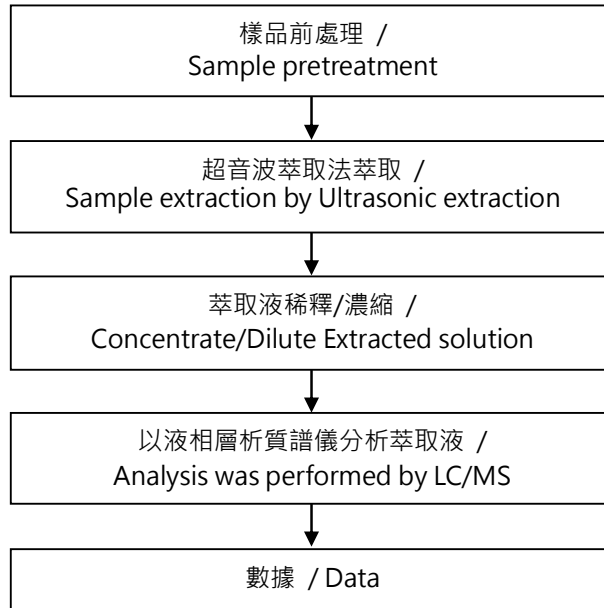 樣品前處理 /
Sample pretreatment
超音波萃取法萃取 /
Sample extraction by Ultrasonic extraction
萃取液稀釋/濃縮 /
Concentrate/Dilute Extracted solution
以液相層析質譜儀分析萃取液 /
Analysis was performed by LC/MS
數據 / Data